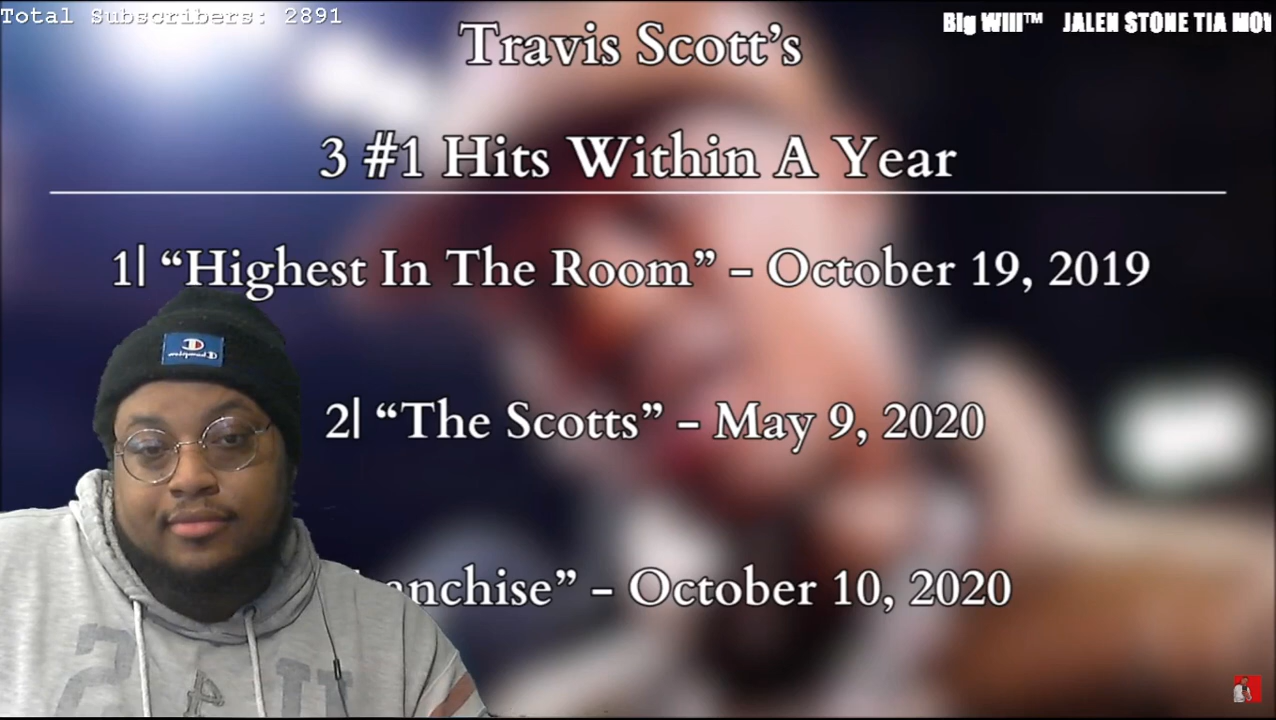 Total Subscribers: 2891
Big Will™ JALEN STONE TIA
Travis Scott’s
3 #1 Hits Within A Year
1| “Highest In The Room” – October 19, 2019
2| “The Scotts” – May 9, 2020
anchise” – October 10, 2020